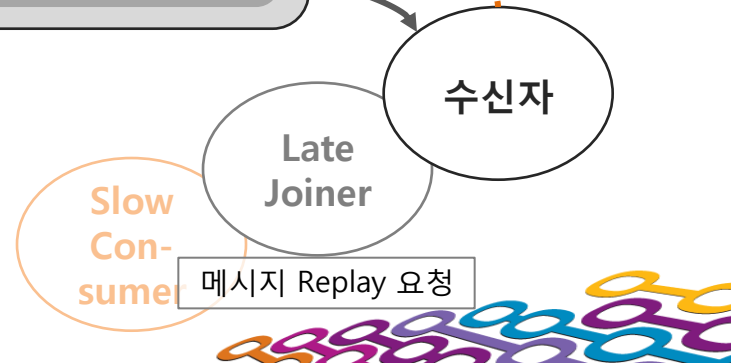 수신자
Late
Joiner
Slow
Con-
sumer
메시지 Replay 요청